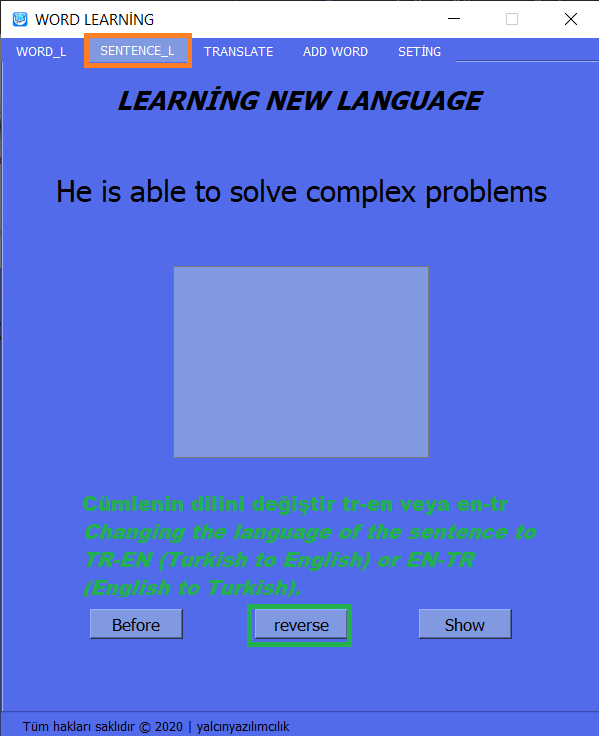 WORD LEARNİNG
WORD_L SENTENCE_L TRANSLATE ADD WORD SETİNG
LEARNİNG NEW LANGUAGE
He is able to solve complex problems
Cümlenin dilini değiştir tr-en veya en-tr
Changing the language of the sentence to
TR-EN (Turkish to English) or EN-TR
(English to Turkish).
Before reverse Show
Tüm hakları saklıdır © 2020 | yalcınyazılımcılık